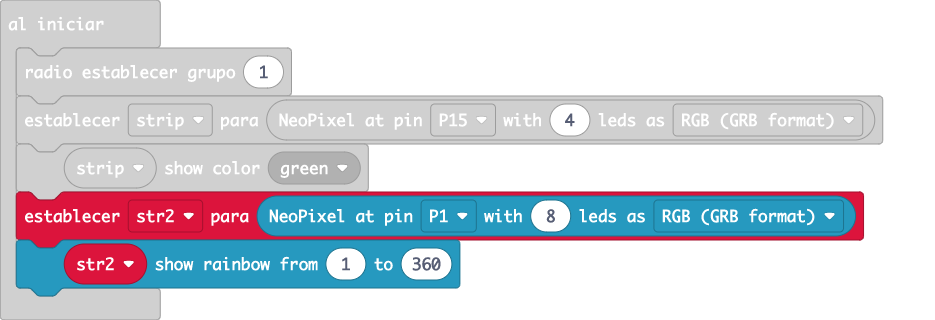 al iniciar
radio establecer grupo 1
establecer strip para NeoPixel at pin P15 with 4 leds as RGB (GRB format)
strip show color green
establecer str2 para NeoPixel at pin P1 with 8 leds as RGB (GRB format)
str2 show rainbow from 1 to 360